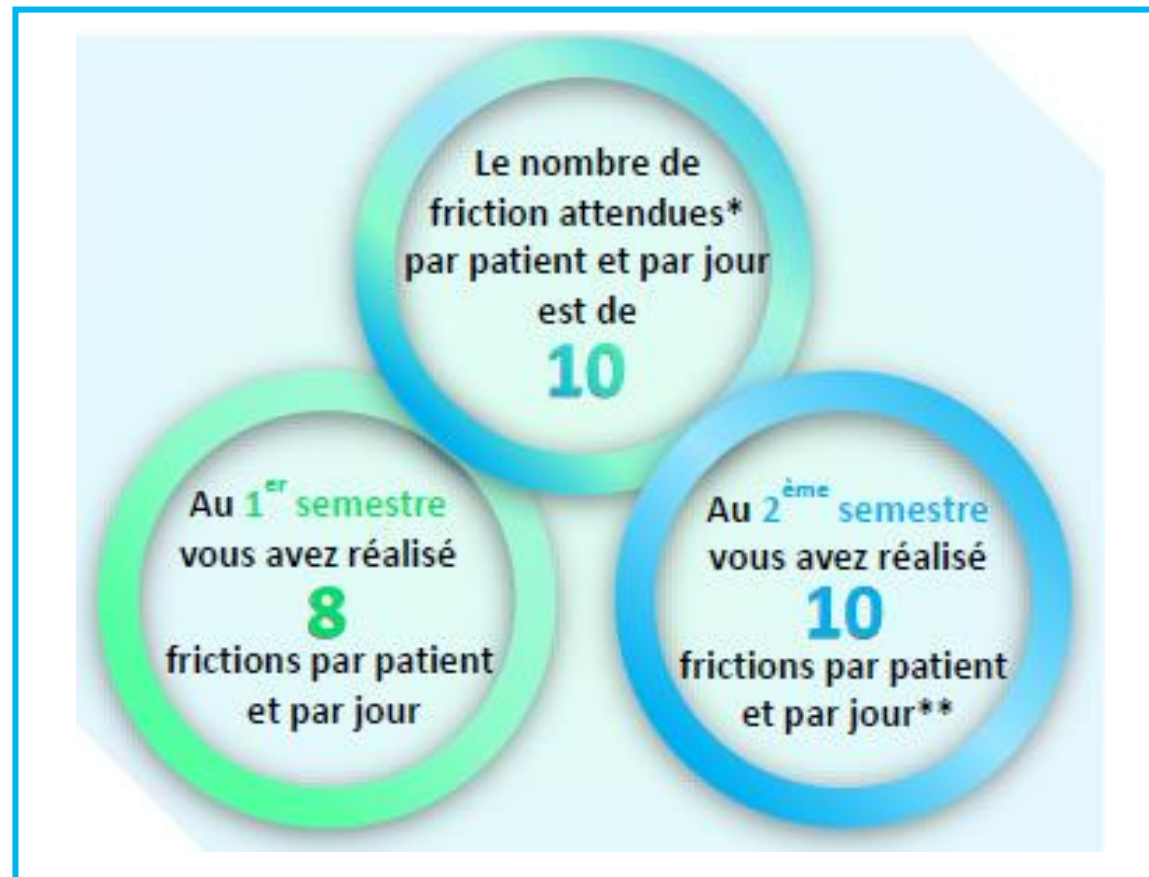 Le nombre de
friction attendues*
par patient et par jour
est de
10
Au 1er semestre
vous avez réalisé
8
frictions par patient
et par jour
Au 2ème semestre
vous avez réalisé
10
frictions par patient
et par jour**